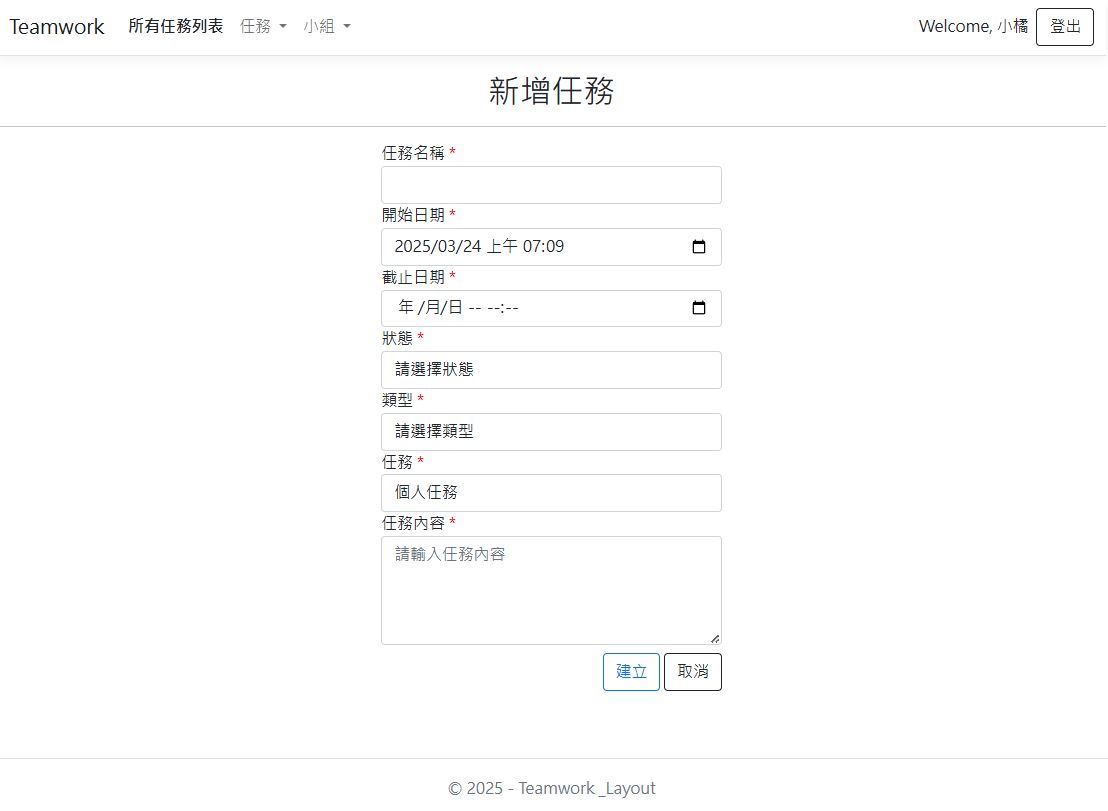 Teamwork 所有任務列表 任務 小組 Welcome, 小橘 登出
新增任務
任務名稱 *
開始日期 *
2025/03/24 上午 07:09
截止日期 *
年 /月/日 -- --:--
狀態 *
請選擇狀態
類型 *
請選擇類型
任務 *
個人任務
任務內容 *
請輸入任務內容
建立 取消
© 2025 - Teamwork _Layout